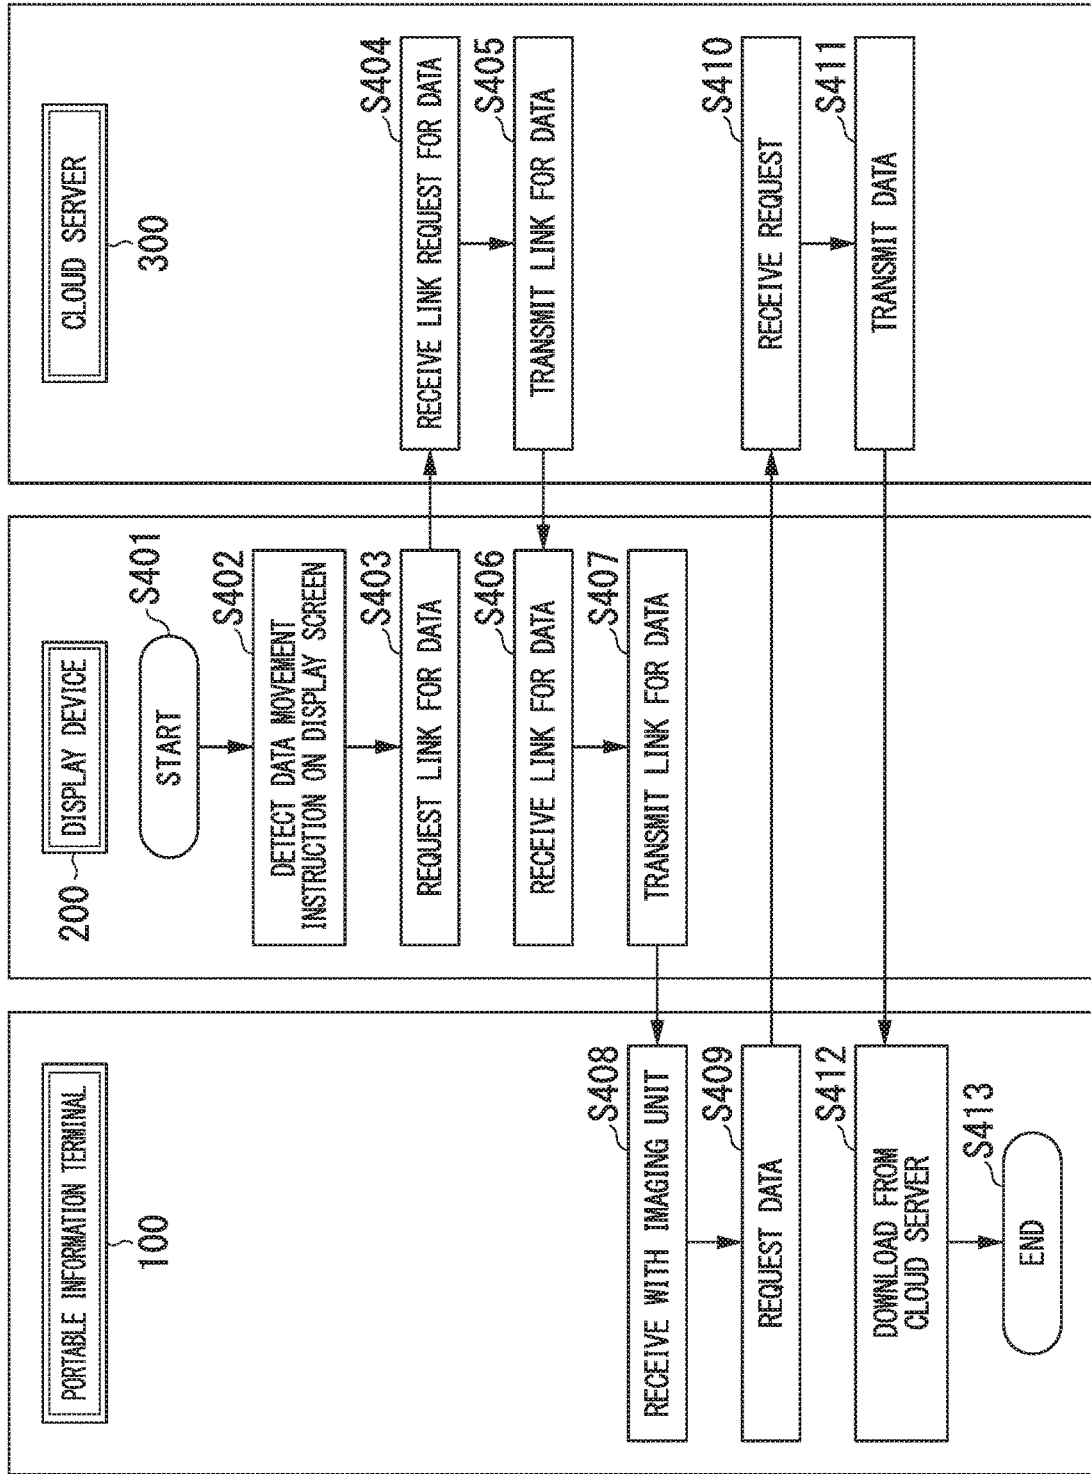 PORTABLE INFORMATION TERMINAL
100
S408
RECEIVE WITH IMAGING UNIT
S409
REQUEST DATA
S412
DOWNLOAD FROM
CLOUD SERVER
S413
END
DISPLAY DEVICE
200
S401
START
S402
DETECT DATA MOVEMENT
INSTRUCTION ON DISPLAY SCREEN
S403
REQUEST LINK FOR DATA
S406
RECEIVE LINK FOR DATA
S407
TRANSMIT LINK FOR DATA
CLOUD SERVER
300
S404
RECEIVE LINK REQUEST FOR DATA
S405
TRANSMIT LINK FOR DATA
S410
RECEIVE REQUEST
S411
TRANSMIT DATA